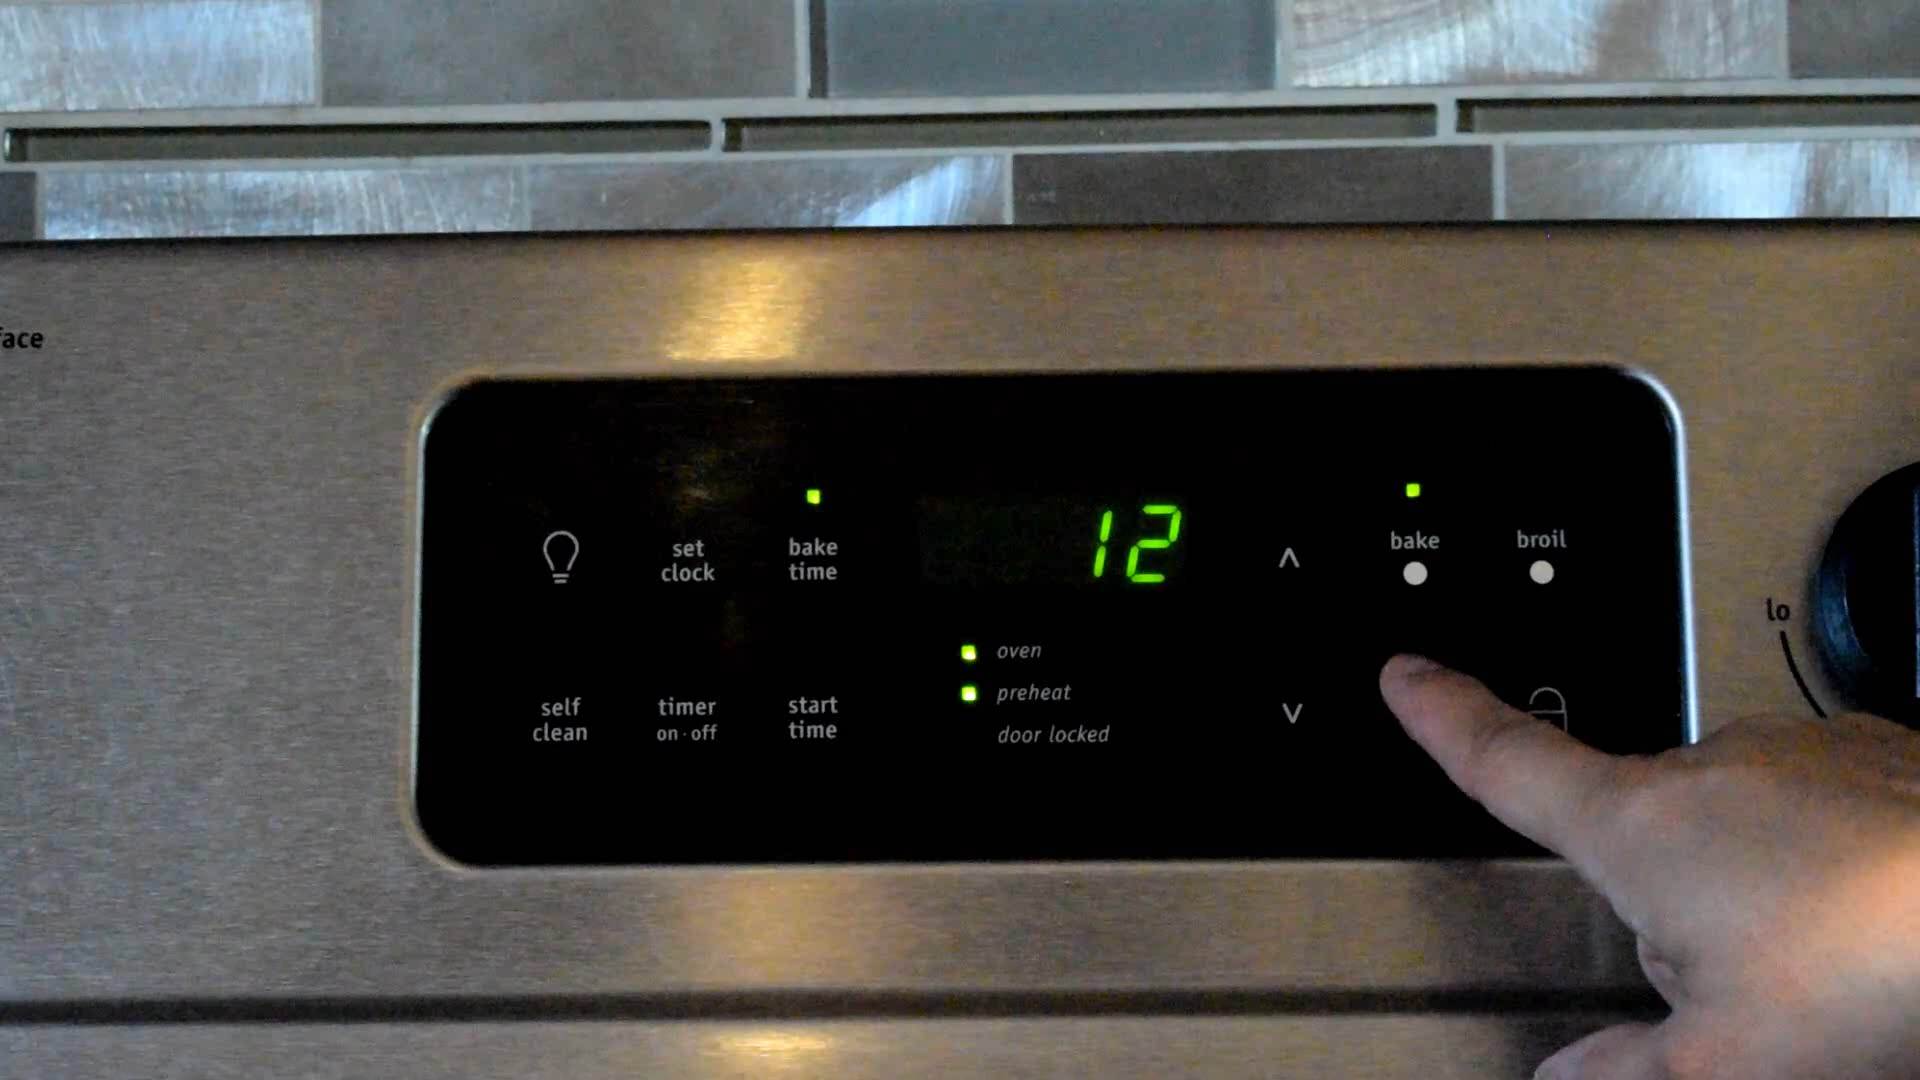 face
set
clock
bake
time
12
bake
broil
lo
oven
preheat
door locked
self
clean
timer
on·off
start
time